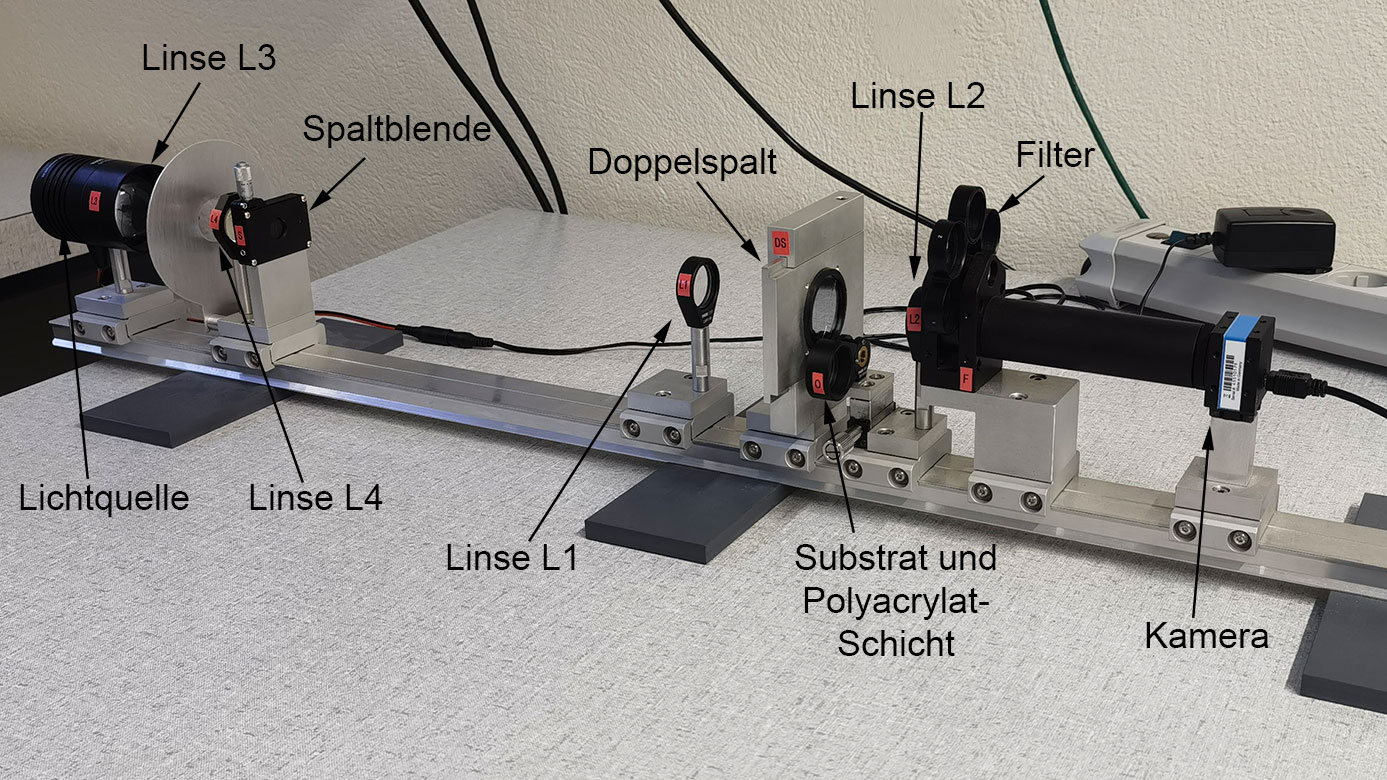 Linse L3
Spaltblende
Linse L2
Doppelspalt
Filter
L3
L4
S
DS
L1
L2
O
F
Lichtquelle
Linse L4
Linse L1
Substrat und
Polyacrylat-
Schicht
Kamera